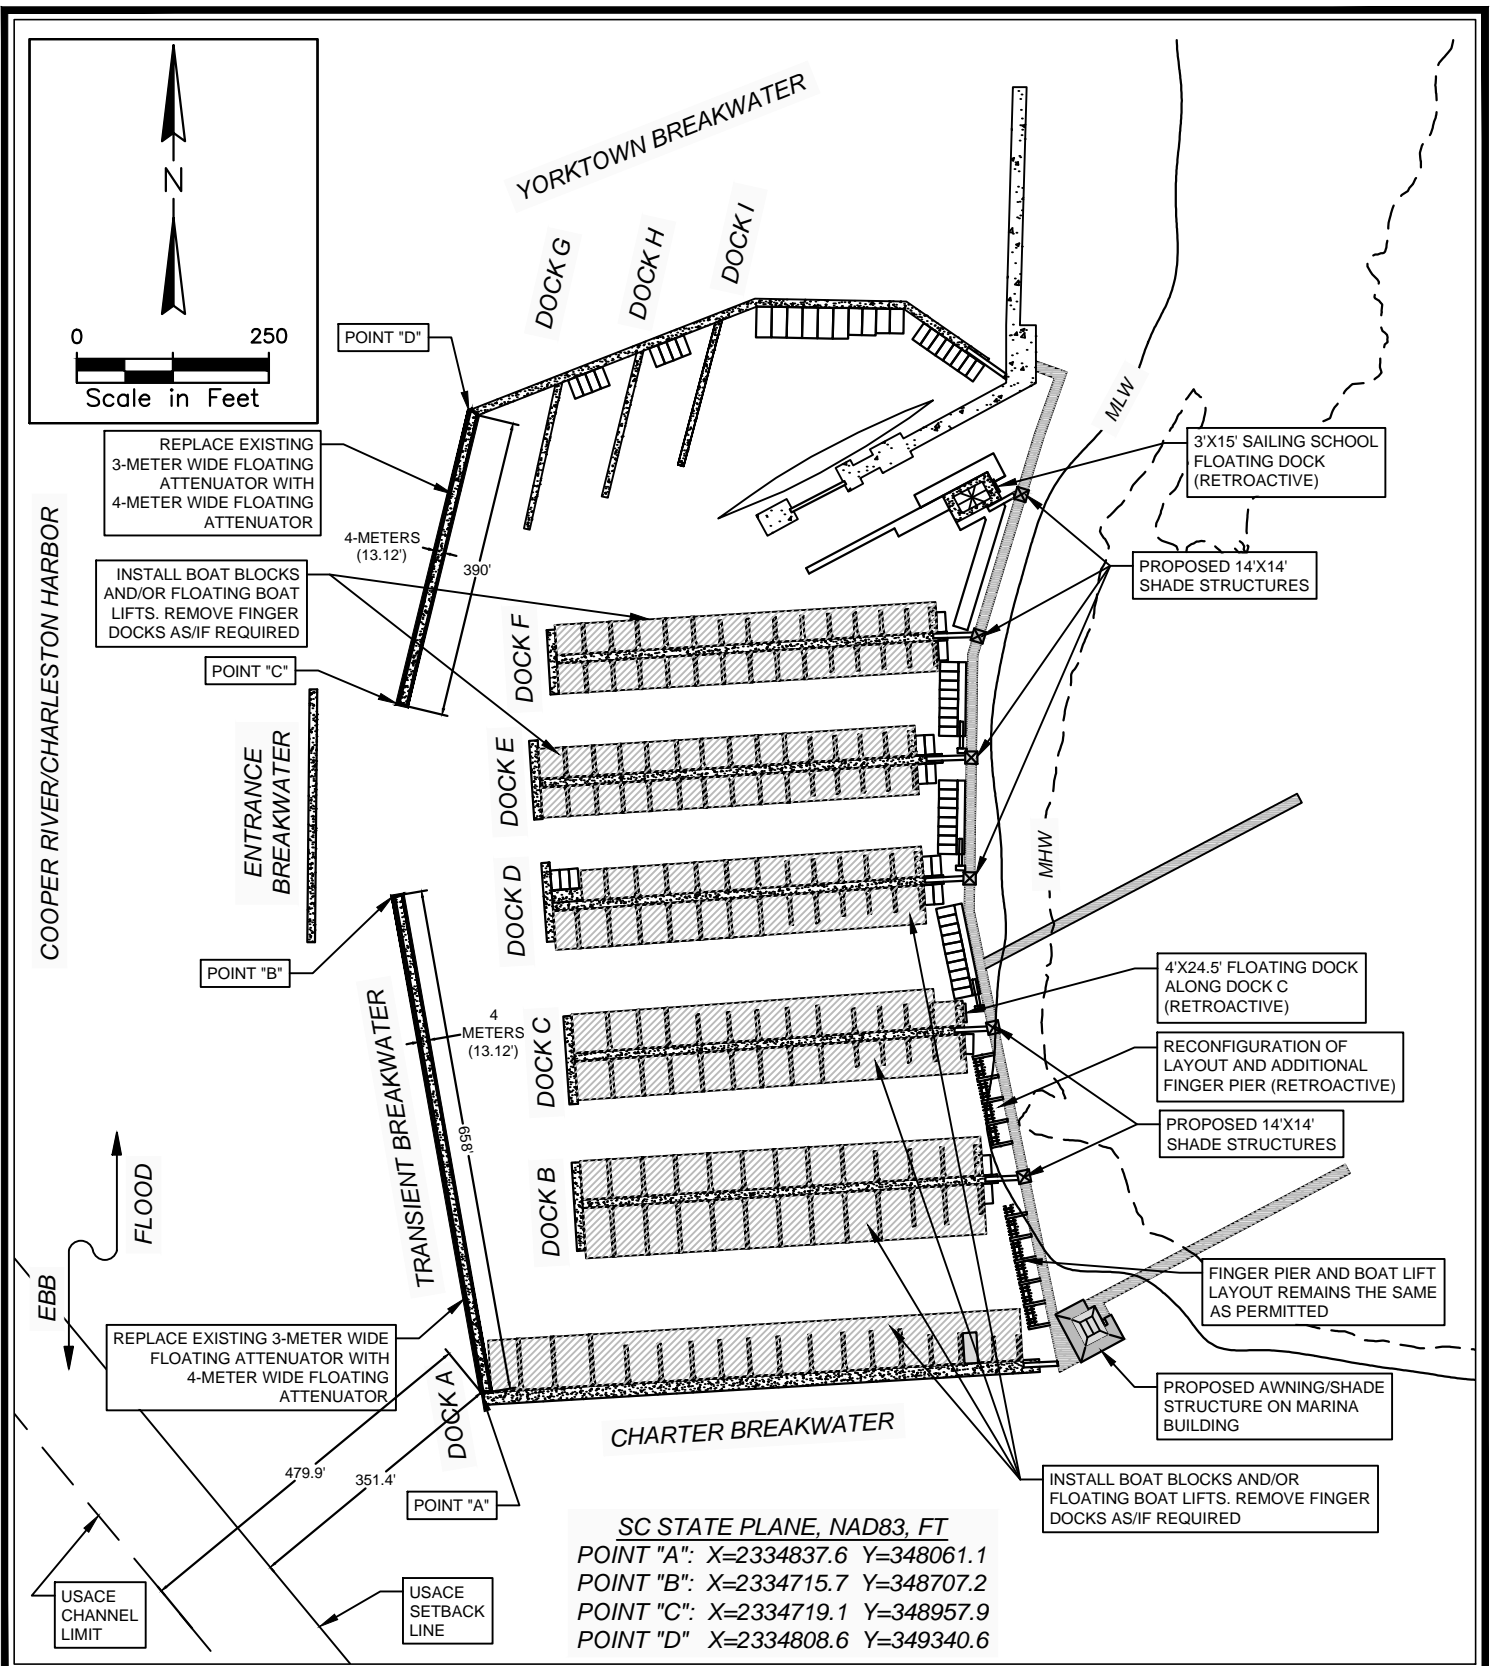 N
0 250
Scale in Feet
YORKTOWN BREAKWATER
DOCK G
DOCK H
DOCK I
POINT "D"
REPLACE EXISTING
3-METER WIDE FLOATING
ATTENUATOR WITH
4-METER WIDE FLOATING
ATTENUATOR
4-METERS
(13.12')
390'
INSTALL BOAT BLOCKS
AND/OR FLOATING BOAT
LIFTS. REMOVE FINGER
DOCKS AS/IF REQUIRED
POINT "C"
COOPER RIVER/CHARLESTON HARBOR
ENTRANCE
BREAKWATER
POINT "B"
MLW
3'X15' SAILING SCHOOL
FLOATING DOCK
(RETROACTIVE)
PROPOSED 14'X14'
SHADE STRUCTURES
DOCK F
DOCK E
DOCK D
MHW
4'X24.5' FLOATING DOCK
ALONG DOCK C
(RETROACTIVE)
RECONFIGURATION OF
LAYOUT AND ADDITIONAL
FINGER PIER (RETROACTIVE)
PROPOSED 14'X14'
SHADE STRUCTURES
DOCK C
4
METERS
(13.12')
658'
TRANSIENT BREAKWATER
DOCK B
FLOOD
EBB
FINGER PIER AND BOAT LIFT
LAYOUT REMAINS THE SAME
AS PERMITTED
REPLACE EXISTING 3-METER WIDE
FLOATING ATTENUATOR WITH
4-METER WIDE FLOATING
ATTENUATOR
DOCK A
PROPOSED AWNING/SHADE
STRUCTURE ON MARINA
BUILDING
CHARTER BREAKWATER
479.9'
351.4'
POINT "A"
INSTALL BOAT BLOCKS AND/OR
FLOATING BOAT LIFTS. REMOVE FINGER
DOCKS AS/IF REQUIRED
USACE
CHANNEL
LIMIT
USACE
SETBACK
LINE
SC STATE PLANE, NAD83, FT
POINT "A": X=2334837.6 Y=348061.1
POINT "B": X=2334715.7 Y=348707.2
POINT "C": X=2334719.1 Y=348957.9
POINT "D" X=2334808.6 Y=349340.6